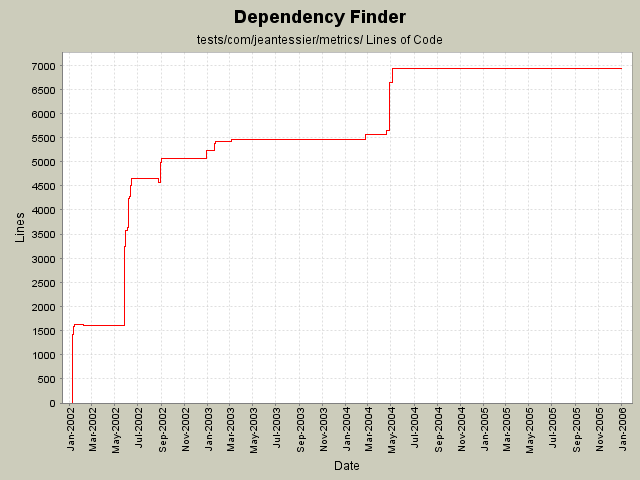 Dependency Finder
tests/com/jeantessier/metrics/ Lines of Code
7000
6500
6000
5500
5000
4500
4000
3500
3000
2500
2000
1500
1000
500
0
Lines
Jan-2002
Mar-2002
May-2002
Jul-2002
Sep-2002
Nov-2002
Jan-2003
Mar-2003
May-2003
Jul-2003
Sep-2003
Nov-2003
Jan-2004
Mar-2004
May-2004
Jul-2004
Sep-2004
Nov-2004
Jan-2005
Mar-2005
May-2005
Jul-2005
Sep-2005
Nov-2005
Jan-2006
Date